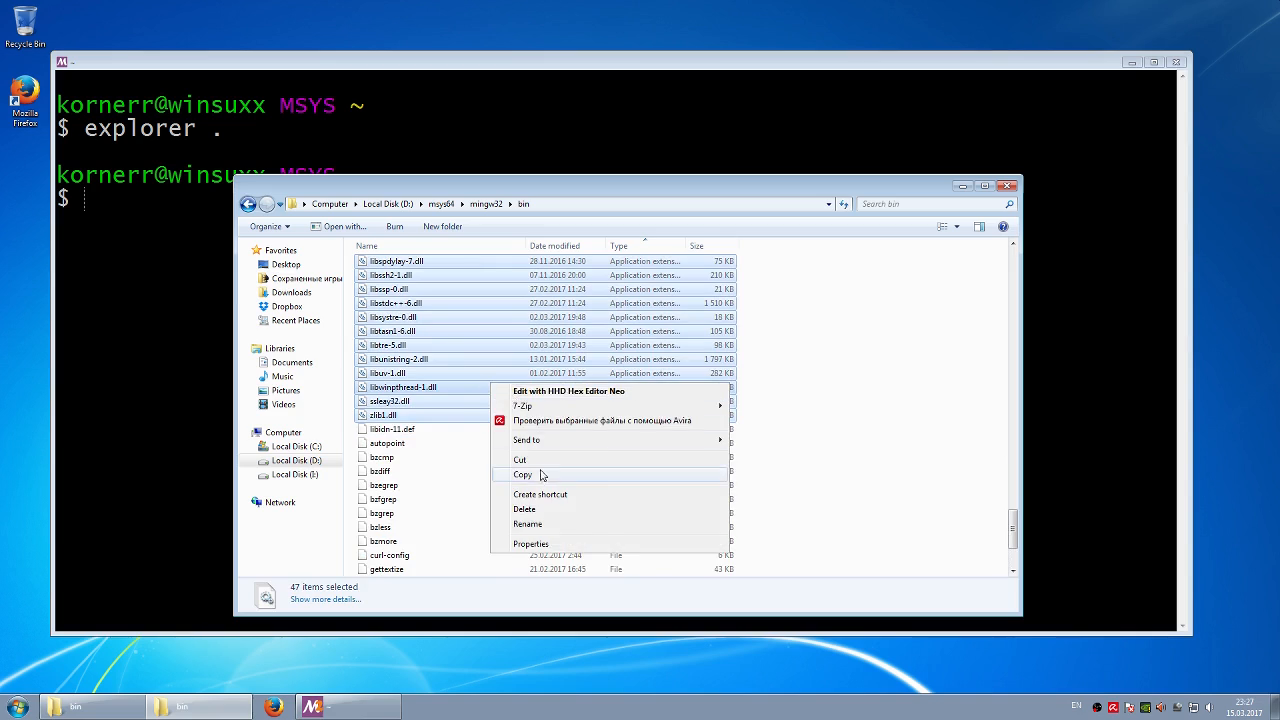 Recycle Bin
Mozilla
Firefox
~
kornerr@winsuxx MSYS ~
$ explorer .
kornerr@winsuxx MSYS
$
Computer Local Disk (D:) msys64 mingw32 bin
Search bin
Organize Open with... Burn New folder
Favorites
Desktop
Сохраненные игры
Downloads
Dropbox
Recent Places
Libraries
Documents
Music
Pictures
Videos
Computer
Local Disk (C:)
Local Disk (D:)
Local Disk (I:)
Network
Name Date modified Type Size
libspdylay-7.dll 28.11.2016 14:30 Application extens... 75 KB
libssh2-1.dll 07.11.2016 20:00 Application extens... 210 KB
libssp-0.dll 27.02.2017 11:24 Application extens... 21 KB
libstdc++-6.dll 27.02.2017 11:24 Application extens... 1 510 KB
libsystre-0.dll 02.03.2017 19:48 Application extens... 18 KB
libtasn1-6.dll 30.08.2016 18:48 Application extens... 105 KB
libtre-5.dll 02.03.2017 19:43 Application extens... 98 KB
libunistring-2.dll 13.01.2017 15:44 Application extens... 1 797 KB
libuv-1.dll 01.02.2017 11:55 Application extens... 282 KB
libwinpthread-1.dll
ssleay32.dll
zlib1.dll
libidn-11.def
autopoint
bzcmp
bzdiff
bzegrep
bzfgrep
bzgrep
bzless
bzmore
curl-config 25.02.2017 2:44 File 6 KB
gettextize 21.02.2017 16:45 File 43 KB
Edit with HHD Hex Editor Neo
7-Zip
Проверить выбранные файлы с помощью Avira
Send to
Cut
Copy
Create shortcut
Delete
Rename
Properties
47 items selected
Show more details...
bin
bin
~
EN
23:27
15.03.2017